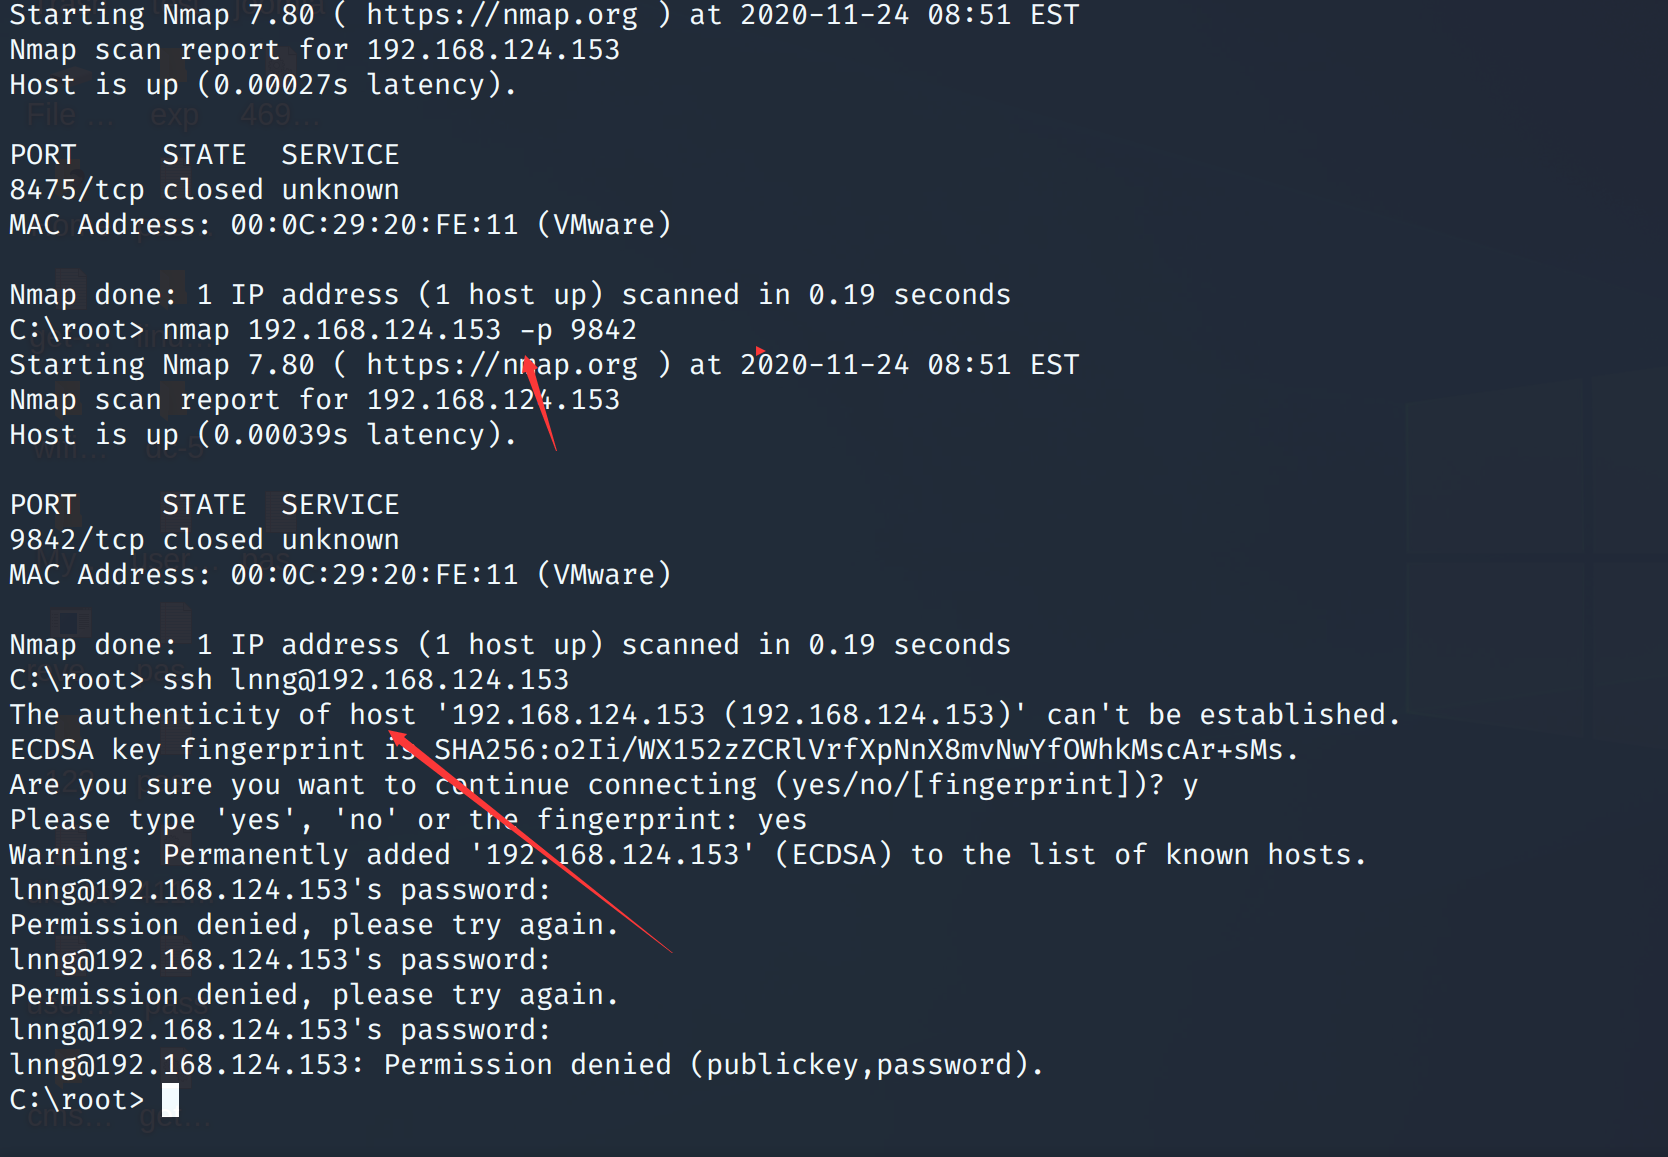 Starting Nmap 7.80 ( https://nmap.org ) at 2020-11-24 08:51 EST
Nmap scan report for 192.168.124.153
Host is up (0.00027s latency).
File ... exp 469...
PORT STATE SERVICE
8475/tcp closed unknown
MAC Address: 00:0C:29:20:FE:11 (VMware)
Nmap done: 1 IP address (1 host up) scanned in 0.19 seconds
C:\root> nmap 192.168.124.153 -p 9842
Starting Nmap 7.80 ( https://nmap.org ) at 2020-11-24 08:51 EST
Nmap scan report for 192.168.124.153
Host is up (0.00039s latency).
dc-5
PORT STATE SERVICE
9842/tcp closed unknown
MAC Address: 00:0C:29:20:FE:11 (VMware)
Nmap done: 1 IP address (1 host up) scanned in 0.19 seconds
C:\root> ssh lnng@192.168.124.153
The authenticity of host '192.168.124.153 (192.168.124.153)' can't be established.
ECDSA key fingerprint is SHA256:o2Ii/WX152zZCRlVrfXpNnX8mvNwYfOWhkMscAr+sMs.
Are you sure you want to continue connecting (yes/no/[fingerprint])? y
Please type 'yes', 'no' or the fingerprint: yes
Warning: Permanently added '192.168.124.153' (ECDSA) to the list of known hosts.
lnng@192.168.124.153's password:
Permission denied, please try again.
lnng@192.168.124.153's password:
Permission denied, please try again.
lnng@192.168.124.153's password:
lnng@192.168.124.153: Permission denied (publickey,password).
C:\root>
cms... ge...